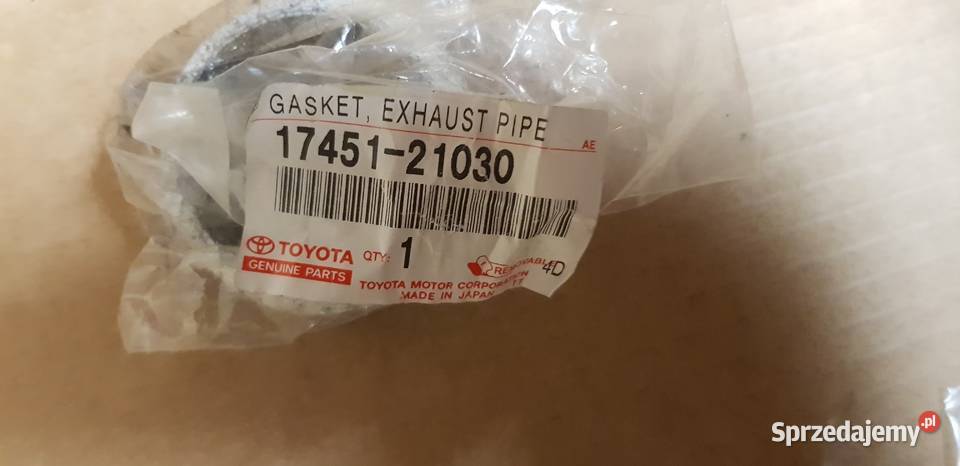 GASKET, EXHAUST PIPE
AE
17451-21030
TOYOTA QTY: 1
GENUINE PARTS
4D
TOYOTA MOTOR CORPORATION
MADE IN JAPAN
Sprzedajemy.pl